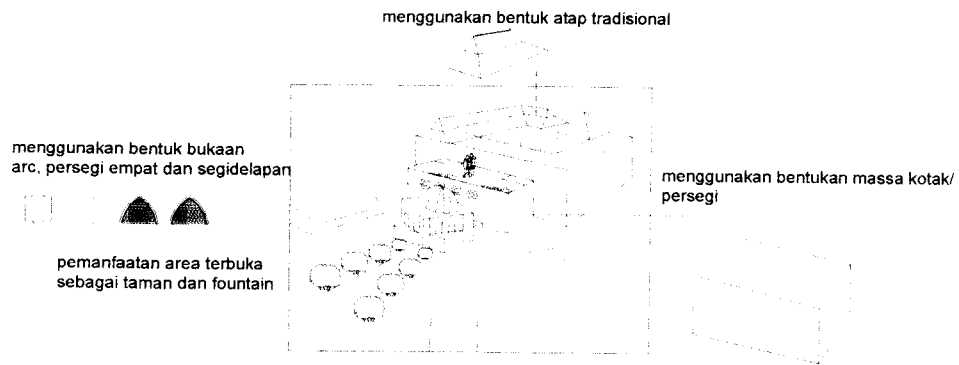 menggunakan bentuk atap tradisional
menggunakan bentuk bukaan
arc, persegi empat dan segidelapan
menggunakan bentukan massa kotak/
persegi
pemanfaatan area terbuka
sebagai taman dan fountain